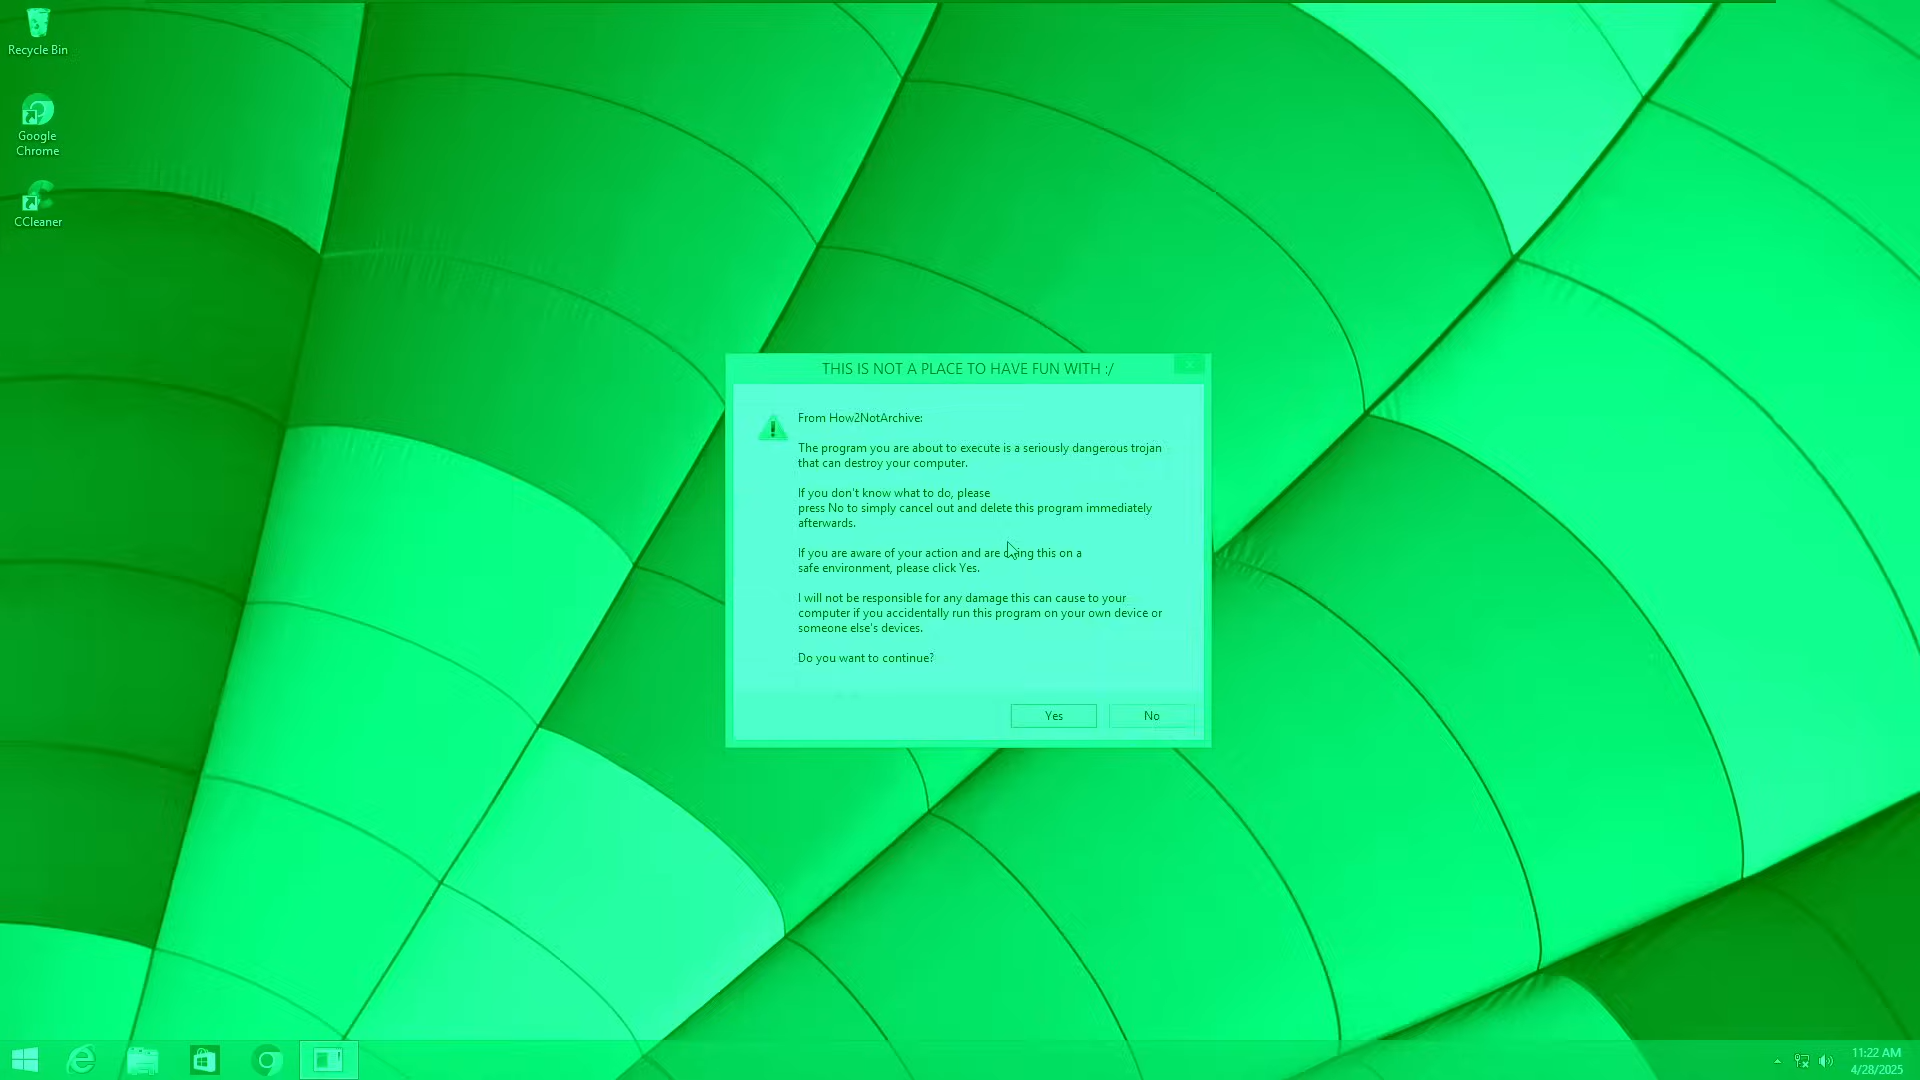 Recycle Bin
Google
Chrome
CCleaner
THIS IS NOT A PLACE TO HAVE FUN WITH :/
From How2NotArchive:
The program you are about to execute is a seriously dangerous trojan
that can destroy your computer.
If you don't know what to do, please
press No to simply cancel out and delete this program immediately
afterwards.
If you are aware of your action and are doing this on a
safe environment, please click Yes.
I will not be responsible for any damage this can cause to your
computer if you accidentally run this program on your own device or
someone else's devices.
Do you want to continue?
Yes
No
11:22 AM
4/28/2025